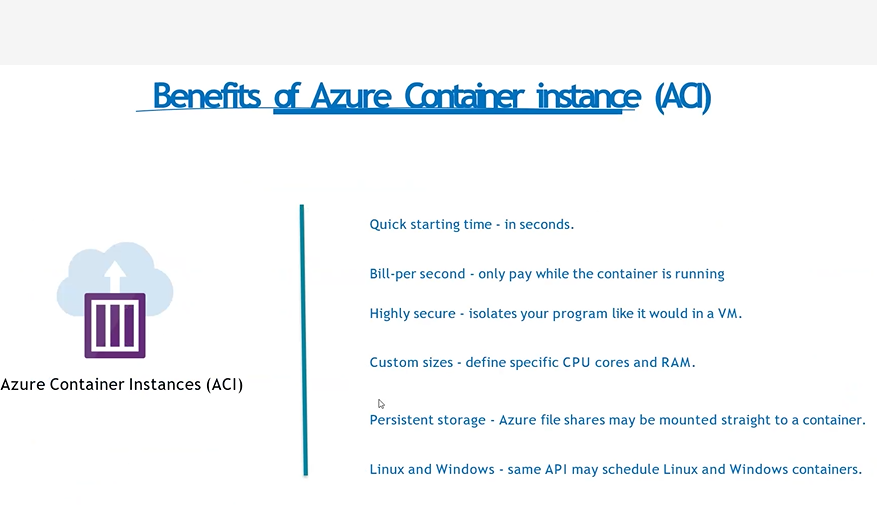 Benefits of Azure Container instance (ACI)
Quick starting time - in seconds.
Bill-per second - only pay while the container is running
Highly secure - isolates your program like it would in a VM.
Custom sizes - define specific CPU cores and RAM.
Azure Container Instances (ACI)
Persistent storage - Azure file shares may be mounted straight to a container.
Linux and Windows - same API may schedule Linux and Windows containers.